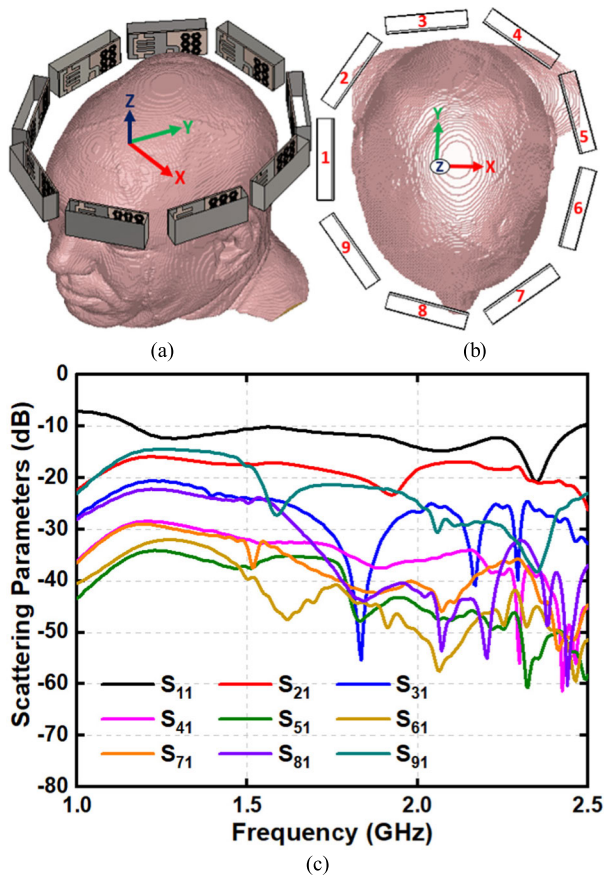 Z
Y
X
(a)
3
4
2
Y
5
1
Z
X
6
9
7
8
(b)
0
-10
-20
-30
-40
-50
-60
-70
-80
Scattering Parameters (dB)
S11
S21
S31
S41
S51
S61
S71
S81
S91
1.0
1.5
2.0
2.5
Frequency (GHz)
(c)